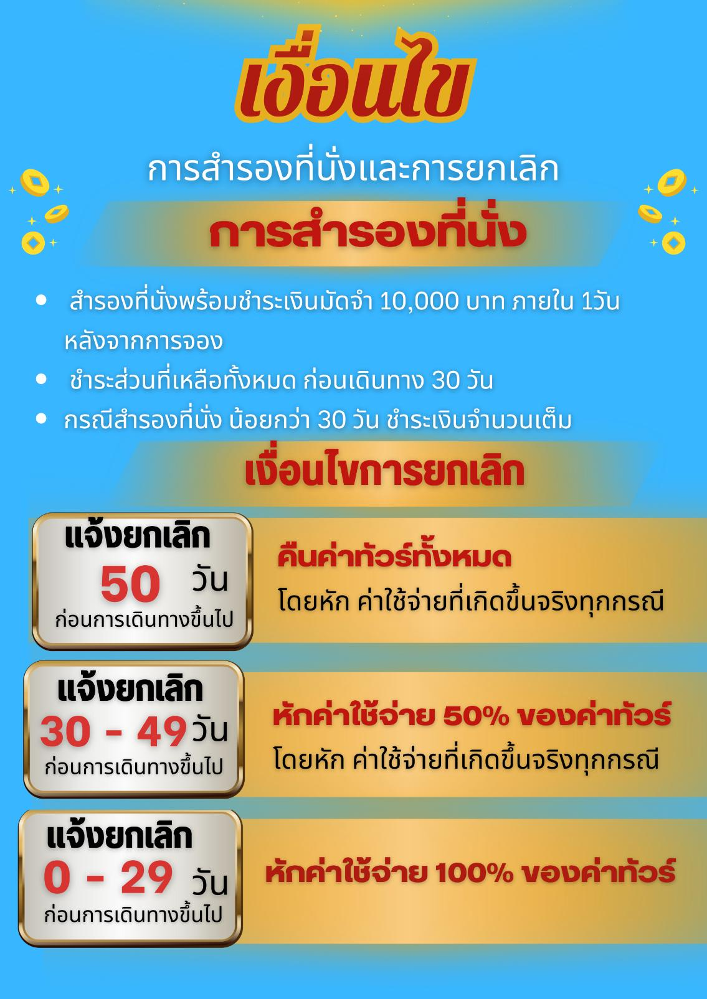 เงื่อนไข
การสำรองที่นั่งและการยกเลิก
การสำรองที่นั่ง
สำรองที่นั่งพร้อมชำระเงินมัดจำ 10,000 บาท ภายใน 1วัน
หลังจากการจอง
ชำระส่วนที่เหลือทั้งหมด ก่อนเดินทาง 30 วัน
กรณีสำรองที่นั่ง น้อยกว่า 30 วัน ชำระเงินจำนวนเต็ม
เงื่อนไขการยกเลิก
แจ้งยกเลิก
50 วัน
ก่อนการเดินทางขึ้นไป
คืนค่าทัวร์ทั้งหมด
โดยหัก ค่าใช้จ่ายที่เกิดขึ้นจริงทุกกรณี
แจ้งยกเลิก
30 - 49 วัน
ก่อนการเดินทางขึ้นไป
หักค่าใช้จ่าย 50% ของค่าทัวร์
โดยหัก ค่าใช้จ่ายที่เกิดขึ้นจริงทุกกรณี
แจ้งยกเลิก
0 - 29 วัน
ก่อนการเดินทางขึ้นไป
หักค่าใช้จ่าย 100% ของค่าทัวร์